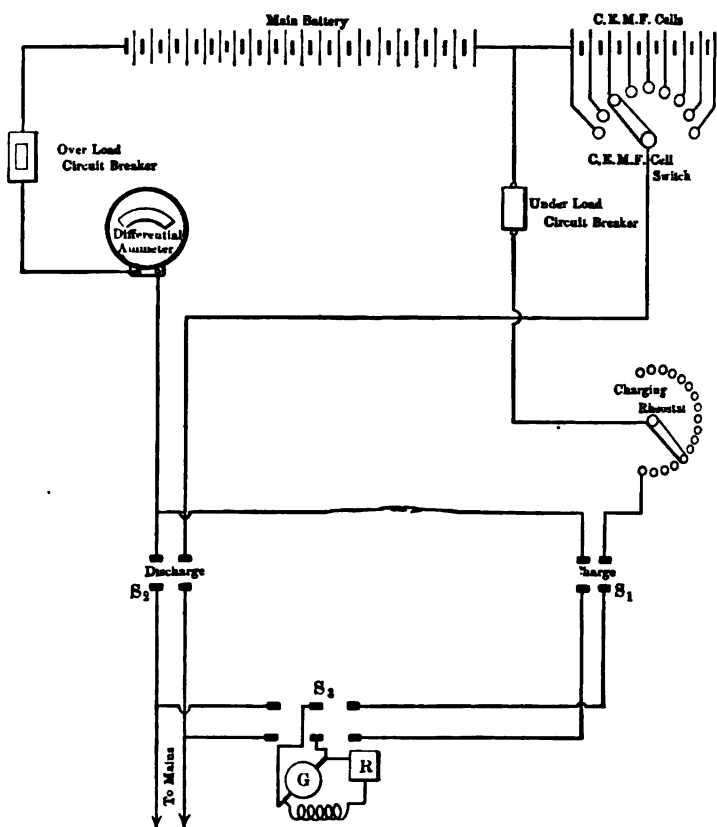 Main Battery
C.E.M.F. Cells
Over Load
Circuit Breaker
C.E.M.F. Cell
Switch
Under Load
Circuit Breaker
Differential
Ammeter
Charging
Rheostat
Discharge
Charge
S₂
S₁
S₃
G
R
To Mains